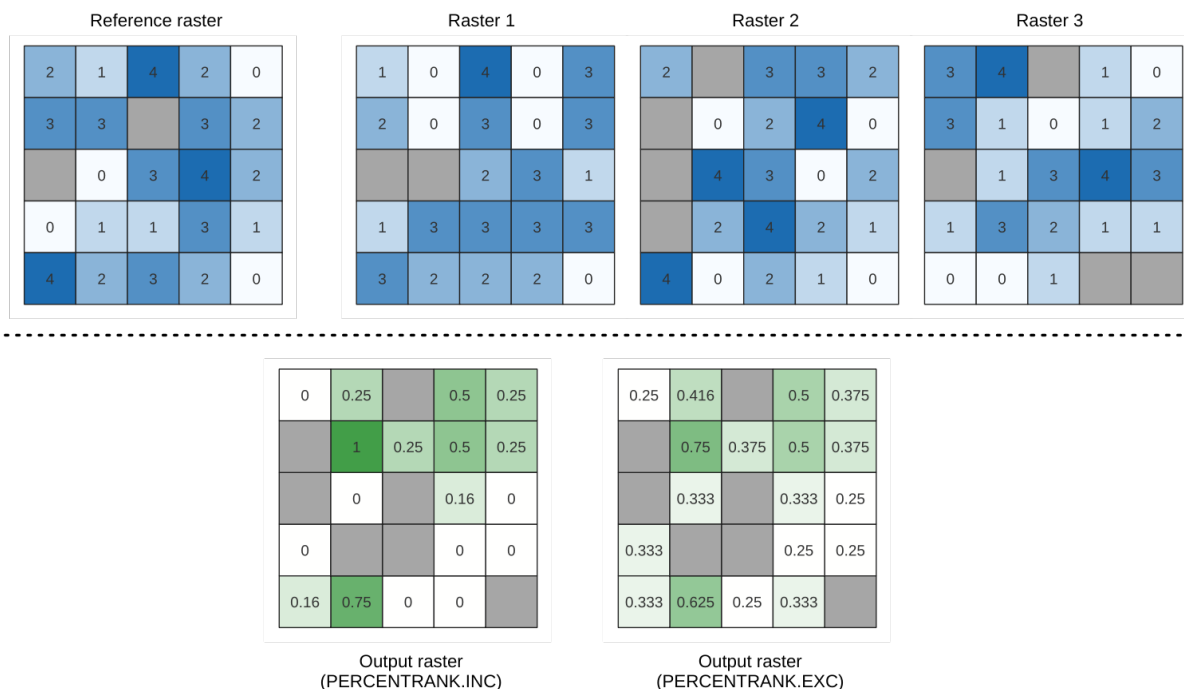 Reference raster Raster 1 Raster 2 Raster 3
2 1 4 2 0 1 0 4 0 3 2 3 3 2 3 4 1 0
3 3 3 2 2 0 3 0 3 0 2 4 0 3 1 0 1 2
0 3 4 2 2 3 1 4 3 0 2 1 3 4 3
0 1 1 3 1 1 3 3 3 3 2 4 2 1 1 3 2 1 1
4 2 3 2 0 3 2 2 2 0 4 0 2 1 0 0 0 1
0 0.25 0.5 0.25 0.25 0.416 0.5 0.375
1 0.25 0.5 0.25 0.75 0.375 0.5 0.375
0 0.16 0 0.333 0.333 0.25
0 0 0 0.333 0.25 0.25
0.16 0.75 0 0 0.333 0.625 0.25 0.333
Output raster Output raster
(PERCENTRANK.INC) (PERCENTRANK.EXC)